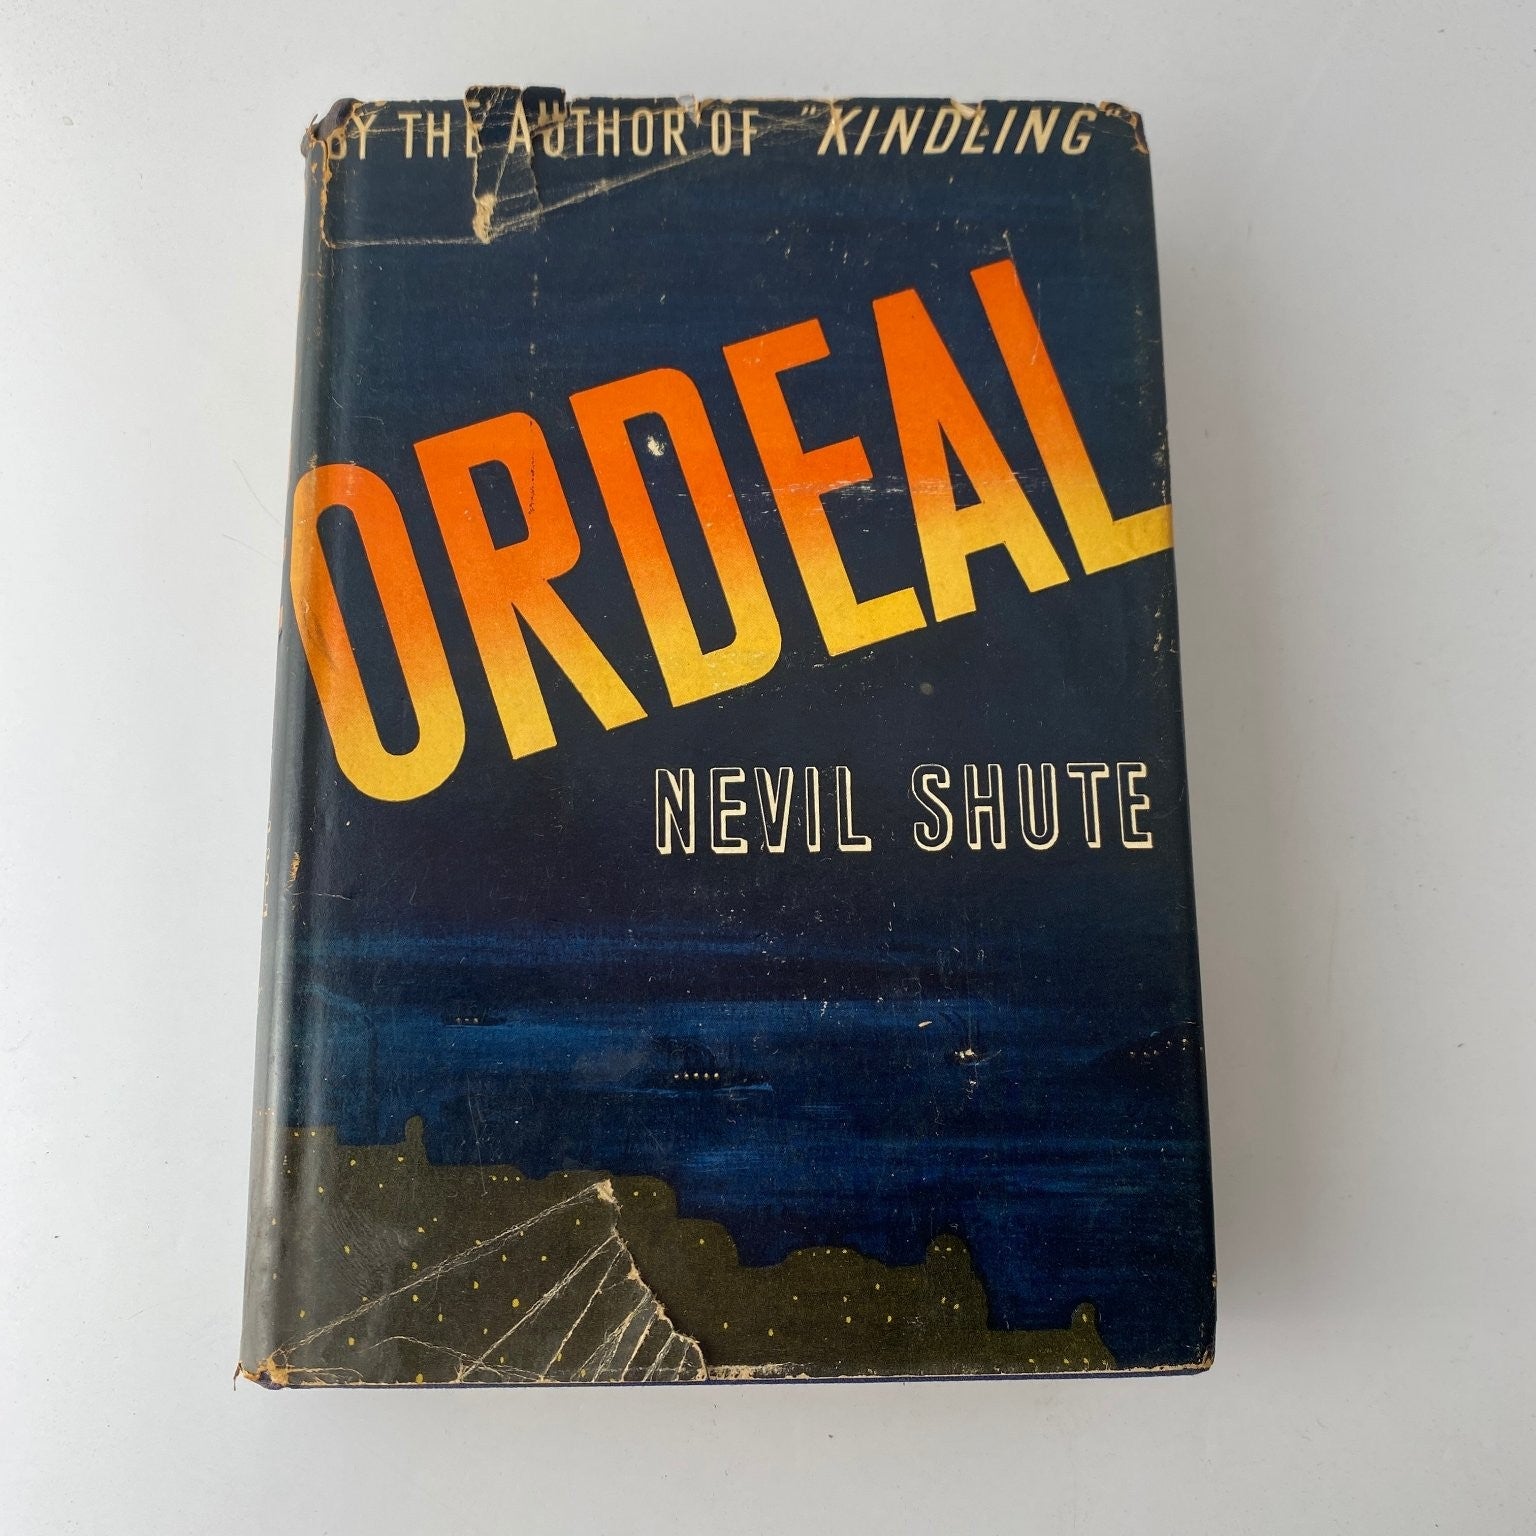 BY THE AUTHOR OF "KINDLING"
ORDEAL
NEVIL SHUTE